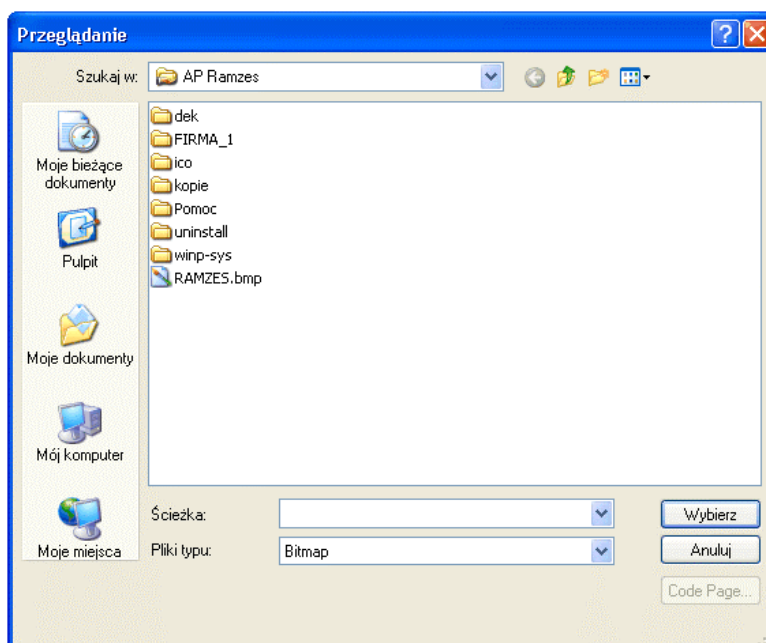 Przeglądanie
Szukaj w:
AP Ramzes
Moje bieżące
dokumenty
Pulpit
Moje dokumenty
Mój komputer
Moje miejsca
dek
FIRMA_1
ico
kopie
Pomoc
uninstall
winp-sys
RAMZES.bmp
Ścieżka:
Wybierz
Pliki typu:
Bitmap
Anuluj
Code Page...